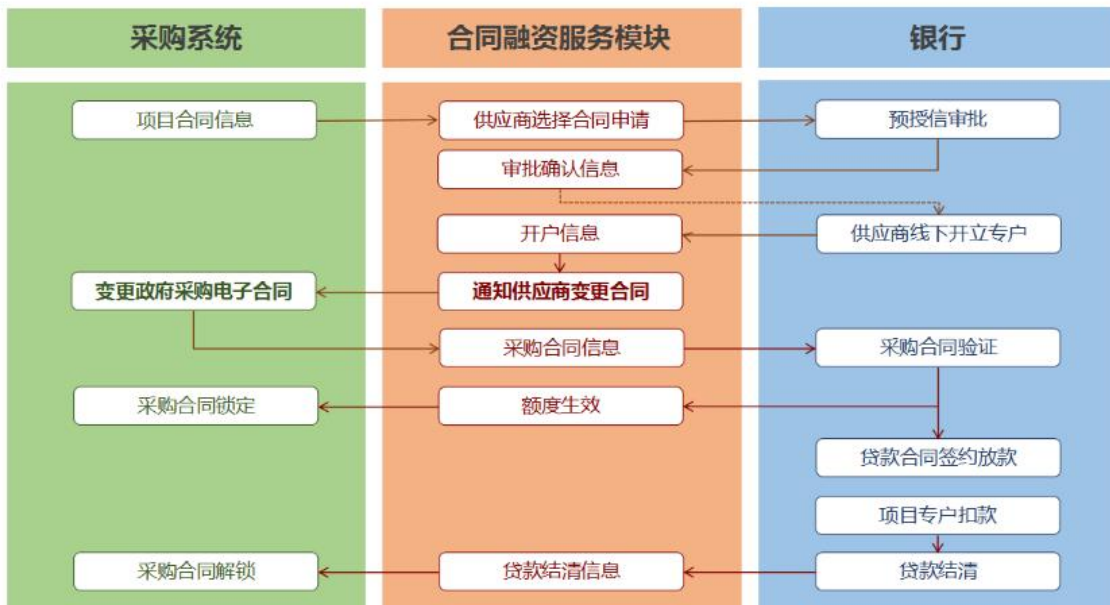 采购系统
合同融资服务模块
银行
项目合同信息
供应商选择合同申请
预授信审批
审批确认信息
开户信息
供应商线下开立专户
变更政府采购电子合同
通知供应商变更合同
采购合同信息
采购合同验证
采购合同锁定
额度生效
贷款合同签约放款
项目专户扣款
采购合同解锁
贷款结清信息
贷款结清